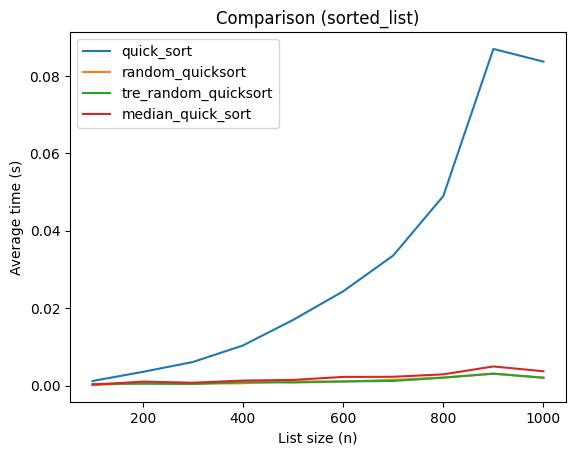 Comparison (sorted_list)
quick_sort
random_quicksort
tre_random_quicksort
median_quick_sort
0.08
0.06
0.04
0.02
0.00
Average time (s)
200
400
600
800
1000
List size (n)